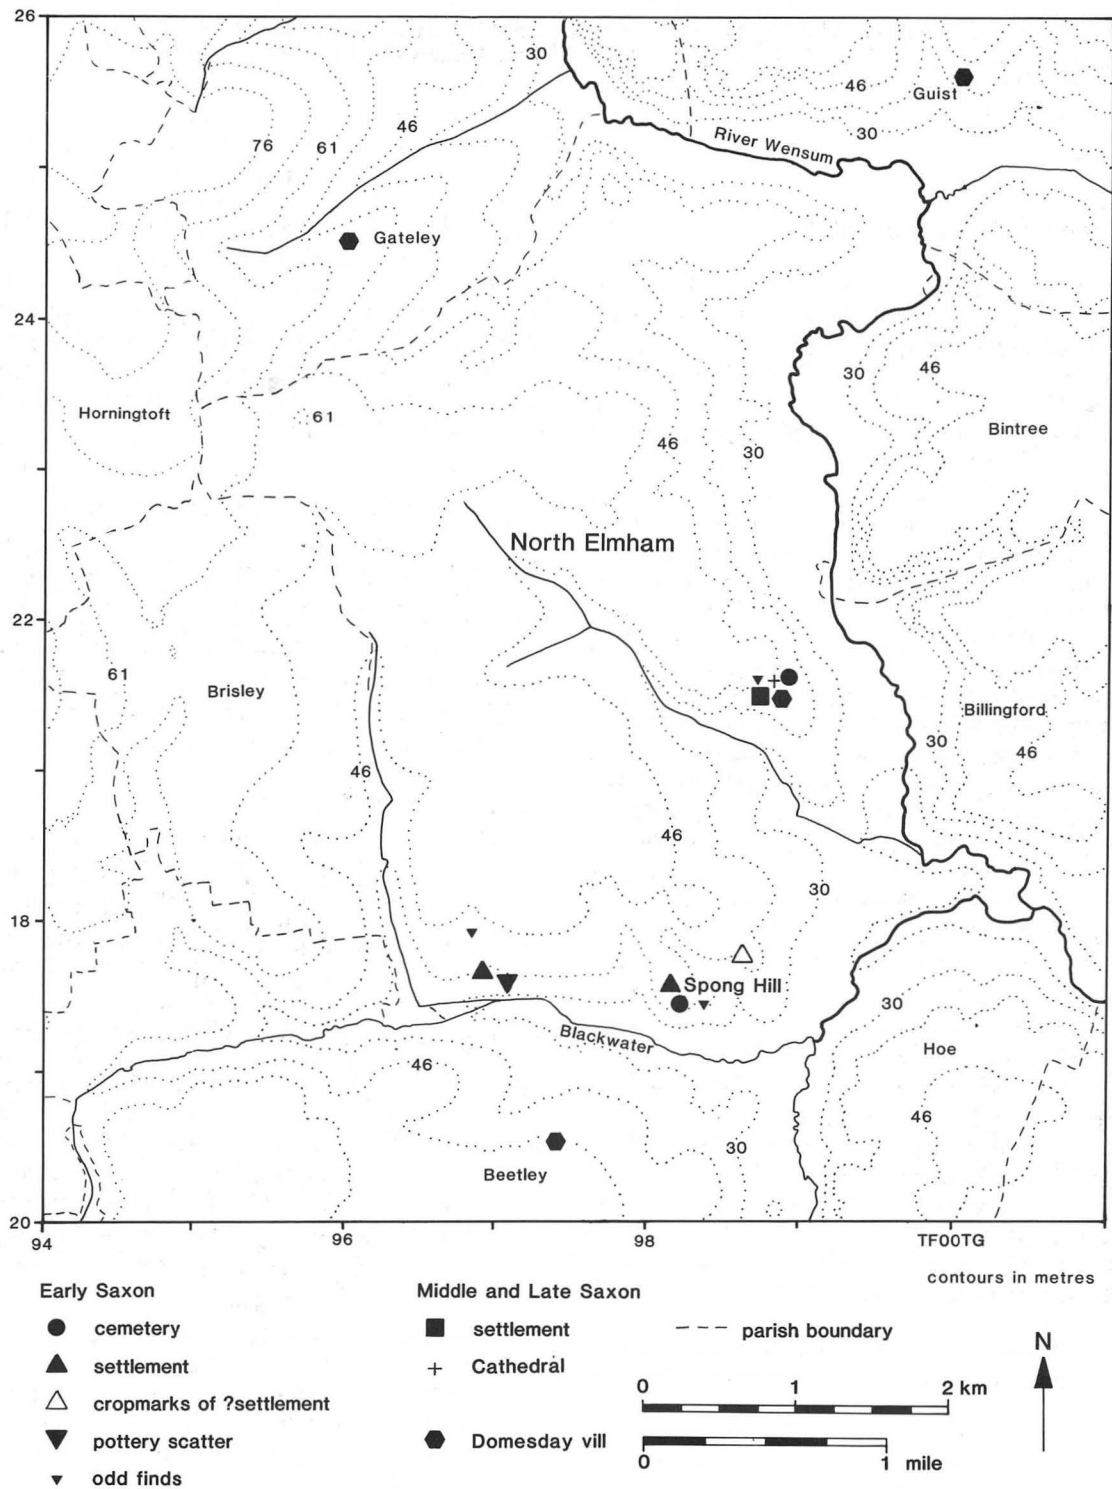 26
30
46
Guist
76
61
46
30
River Wensum
Gateley
24
30
46
Horningtoft
61
46
30
Bintree
North Elmham
22
61
Brisley
Billingford
30
46
46
46
30
18
Spong Hill
30
Blackwater
Hoe
46
46
30
Beetley
20
94
96
98
TF00TG
contours in metres
Early Saxon
cemetery
settlement
cropmarks of ?settlement
pottery scatter
odd finds
Middle and Late Saxon
settlement
Cathedral
Domesday vill
parish boundary
0 1 2 km
0 1 mile
N